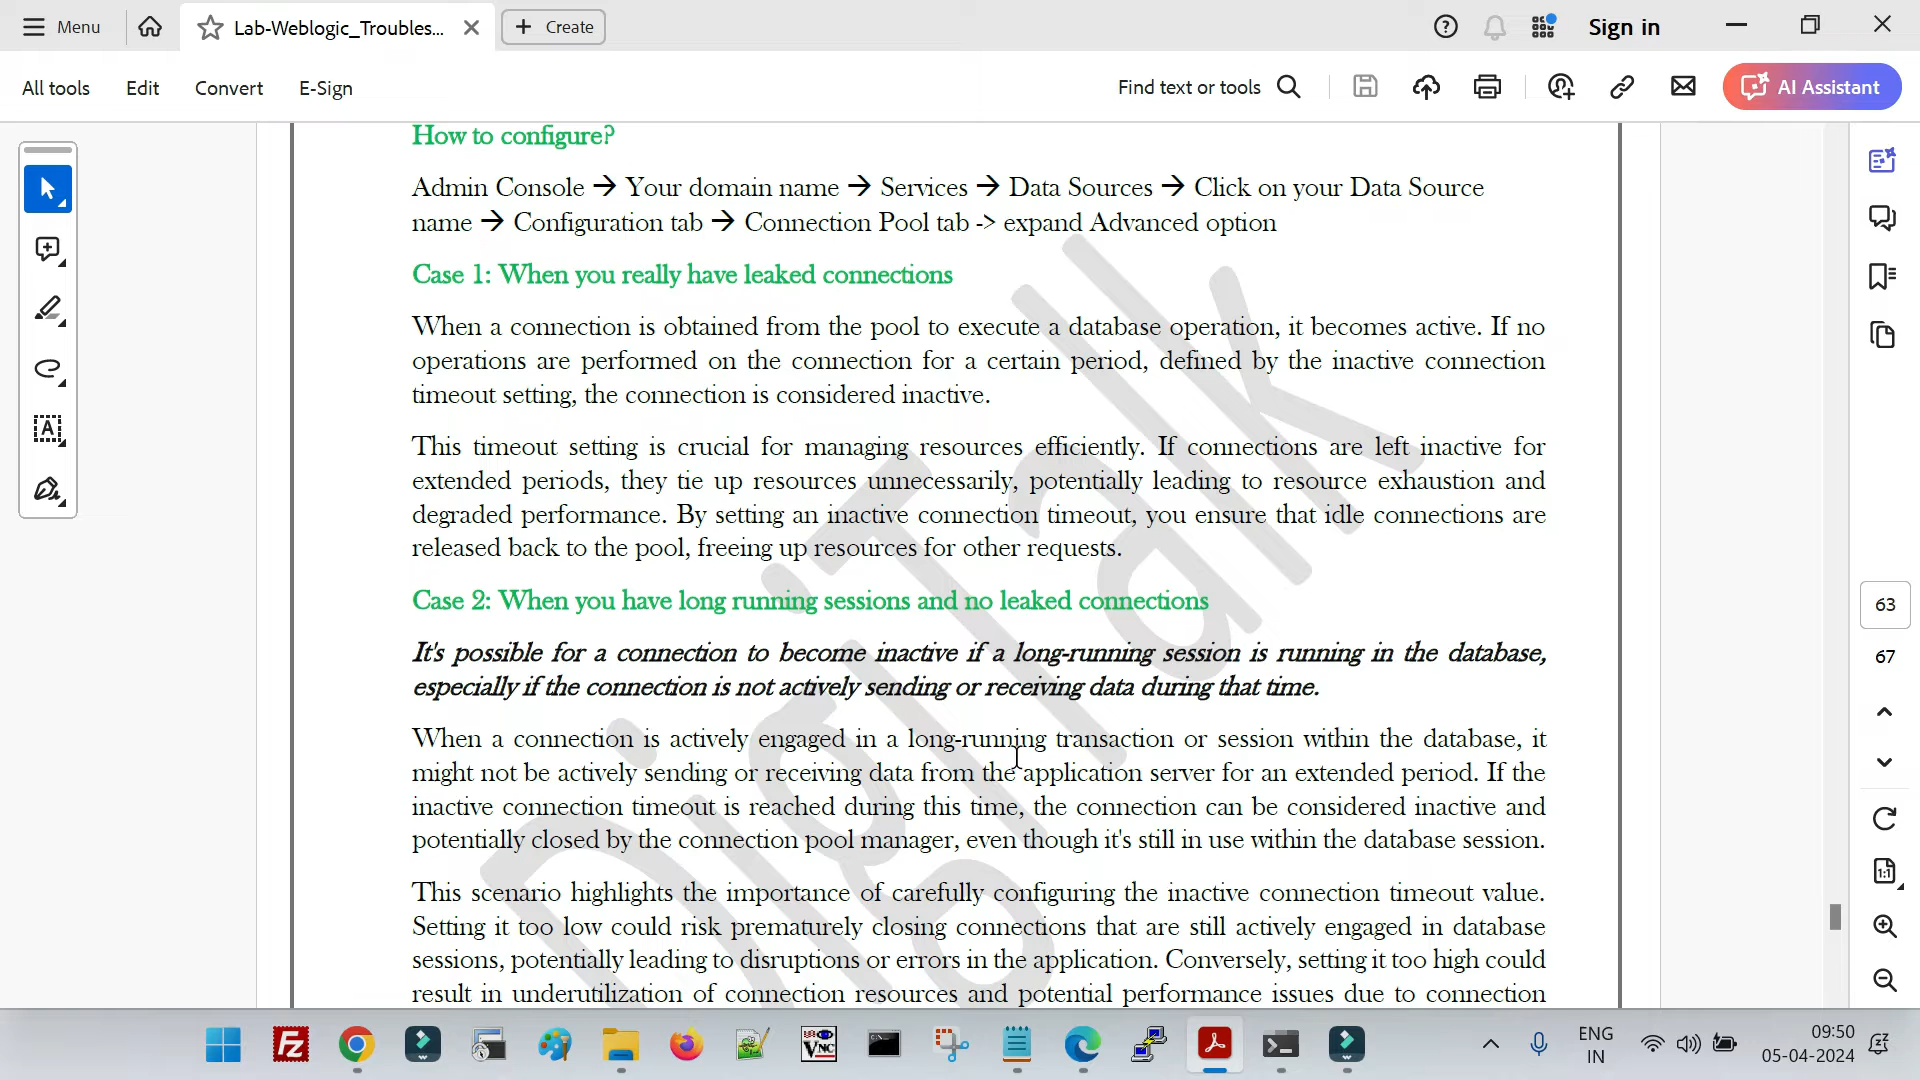 Menu
Lab-Weblogic_Troubles...
Create
Sign in
All tools
Edit
Convert
E-Sign
Find text or tools
AI Assistant
How to configure?
Admin Console → Your domain name → Services → Data Sources → Click on your Data Source
name → Configuration tab → Connection Pool tab -> expand Advanced option
Case 1: When you really have leaked connections
When a connection is obtained from the pool to execute a database operation, it becomes active. If no
operations are performed on the connection for a certain period, defined by the inactive connection
timeout setting, the connection is considered inactive.
This timeout setting is crucial for managing resources efficiently. If connections are left inactive for
extended periods, they tie up resources unnecessarily, potentially leading to resource exhaustion and
degraded performance. By setting an inactive connection timeout, you ensure that idle connections are
released back to the pool, freeing up resources for other requests.
Case 2: When you have long running sessions and no leaked connections
It's possible for a connection to become inactive if a long-running session is running in the database,
especially if the connection is not actively sending or receiving data during that time.
When a connection is actively engaged in a long-running transaction or session within the database, it
might not be actively sending or receiving data from the application server for an extended period. If the
inactive connection timeout is reached during this time, the connection can be considered inactive and
potentially closed by the connection pool manager, even though it's still in use within the database session.
This scenario highlights the importance of carefully configuring the inactive connection timeout value.
Setting it too low could risk prematurely closing connections that are still actively engaged in database
sessions, potentially leading to disruptions or errors in the application. Conversely, setting it too high could
result in underutilization of connection resources and potential performance issues due to connection
DigiTalk
63
67
1:1
FZ
VNC
ENG
IN
09:50
05-04-2024